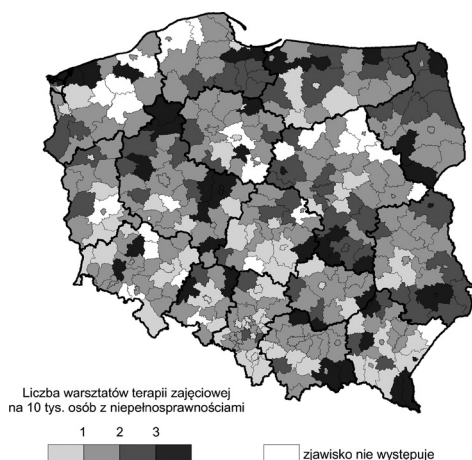 Liczba warsztatów terapii zajęciowej
na 10 tys. osób z niepełnosprawnościami
1 2 3
zjawisko nie występuje